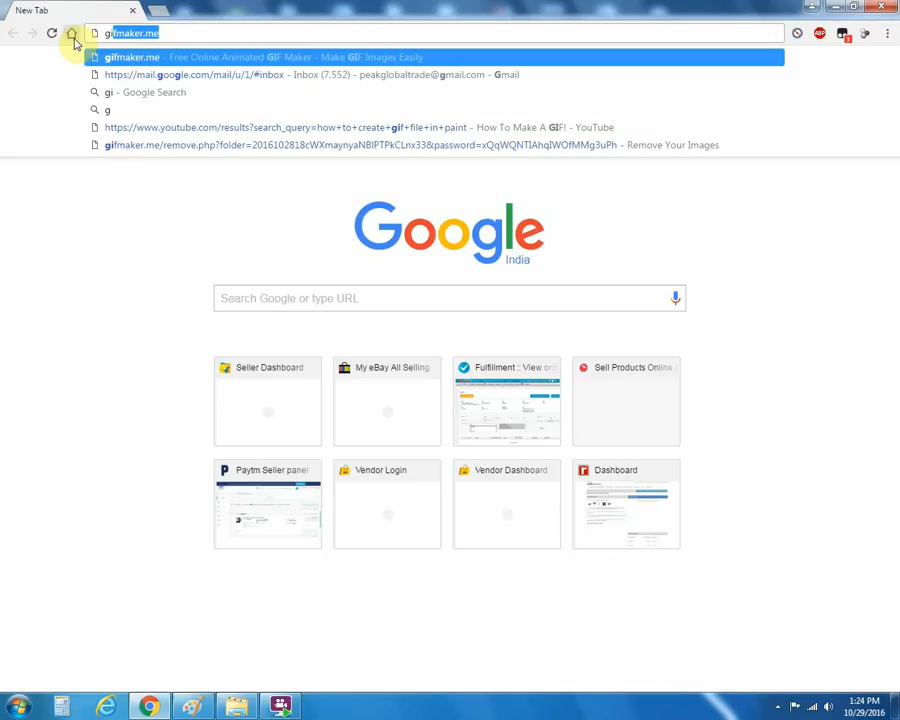 New Tab
gifmaker.me
gifmaker.me - Free Online Animated GIF Maker - Make GIF Images Easily
https://mail.google.com/mail/u/1/#inbox - Inbox (7,552) - peakglobaltrade@gmail.com - Gmail
gi - Google Search
g
https://www.youtube.com/results?search_query=how+to+create+gif+file+in+paint - How To Make A GIF! - YouTube
gifmaker.me/remove.php?folder=2016102818cWXmaynyaNBIPTPkCLnx33&password=xQqWQNTIAhqIWOfMMg3uPh - Remove Your Images
Google
India
Search Google or type URL
Seller Dashboard
My eBay All Selling
Fulfillment :: View ord
Sell Products Online
Paytm Seller panel
Vendor Login
Vendor Dashboard
Dashboard
ABP
1:24 PM
10/29/2016